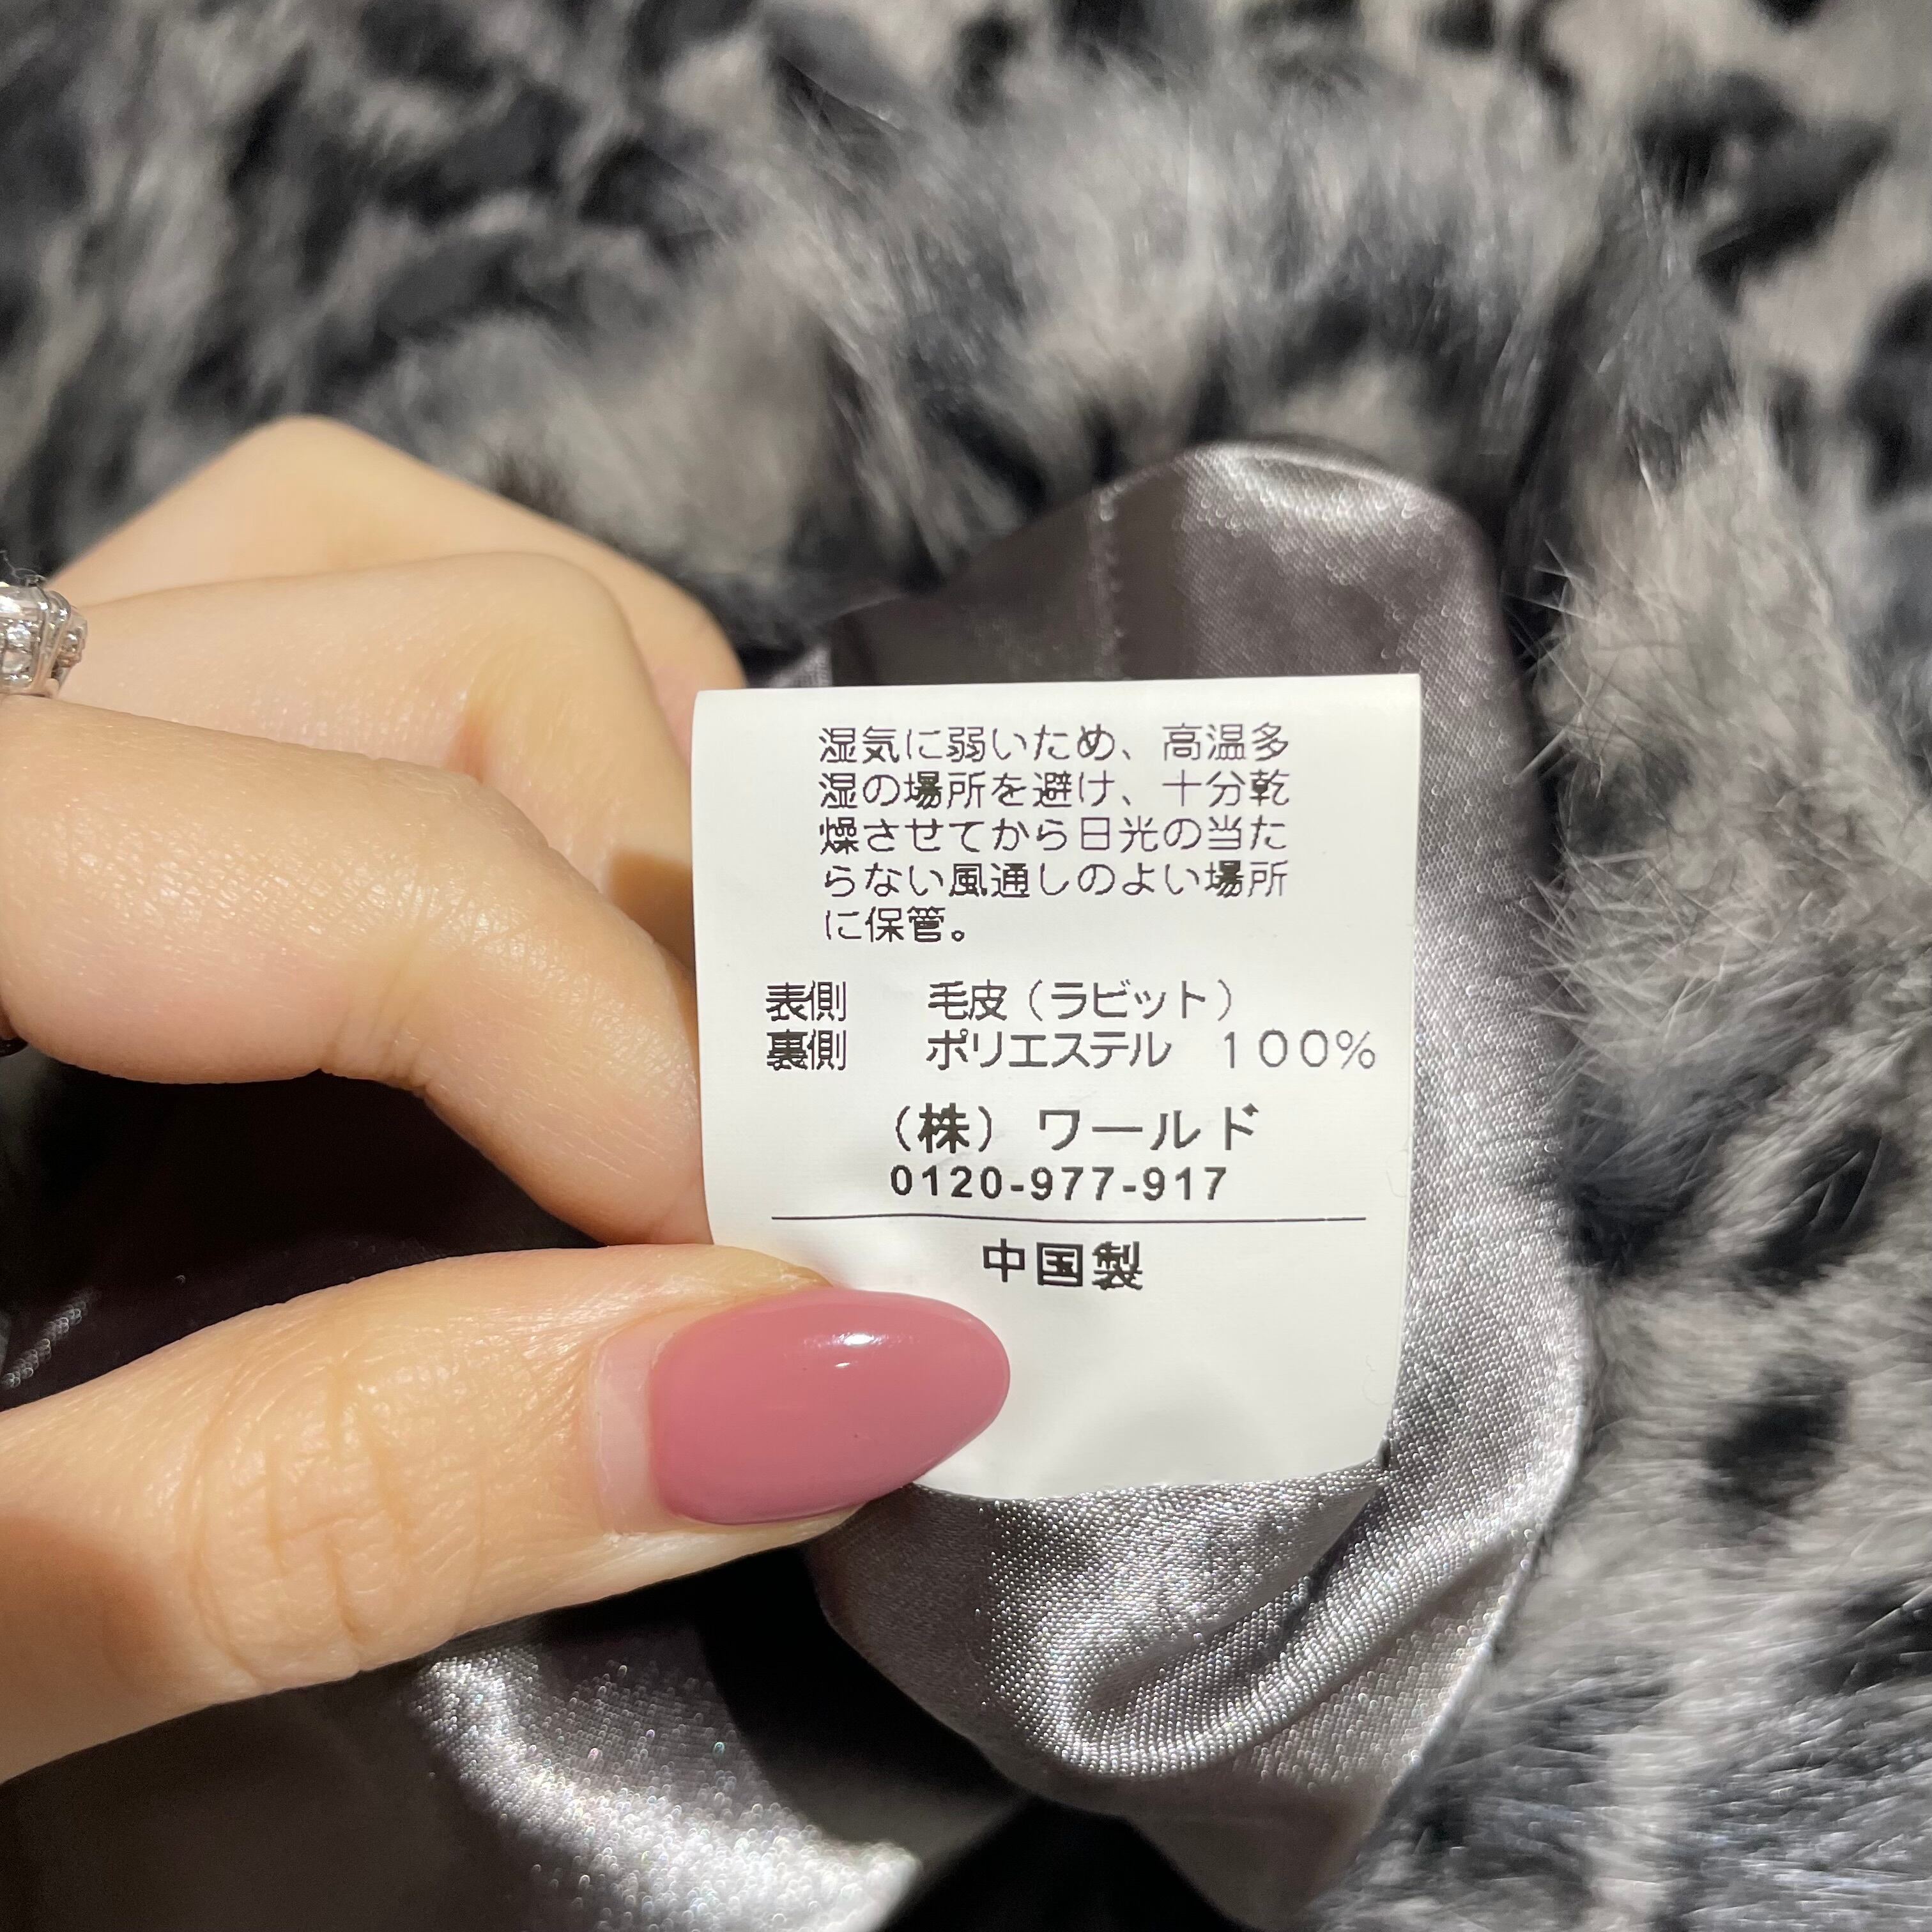 湿気に弱いため、高温多
湿の場所を避け、十分乾
燥させてから日光の当た
らない風通しのよい場所
に保管。
表側 毛皮（ラビット）
裏側 ポリエステル １００％
（株）ワールド
0120-977-917
中国製